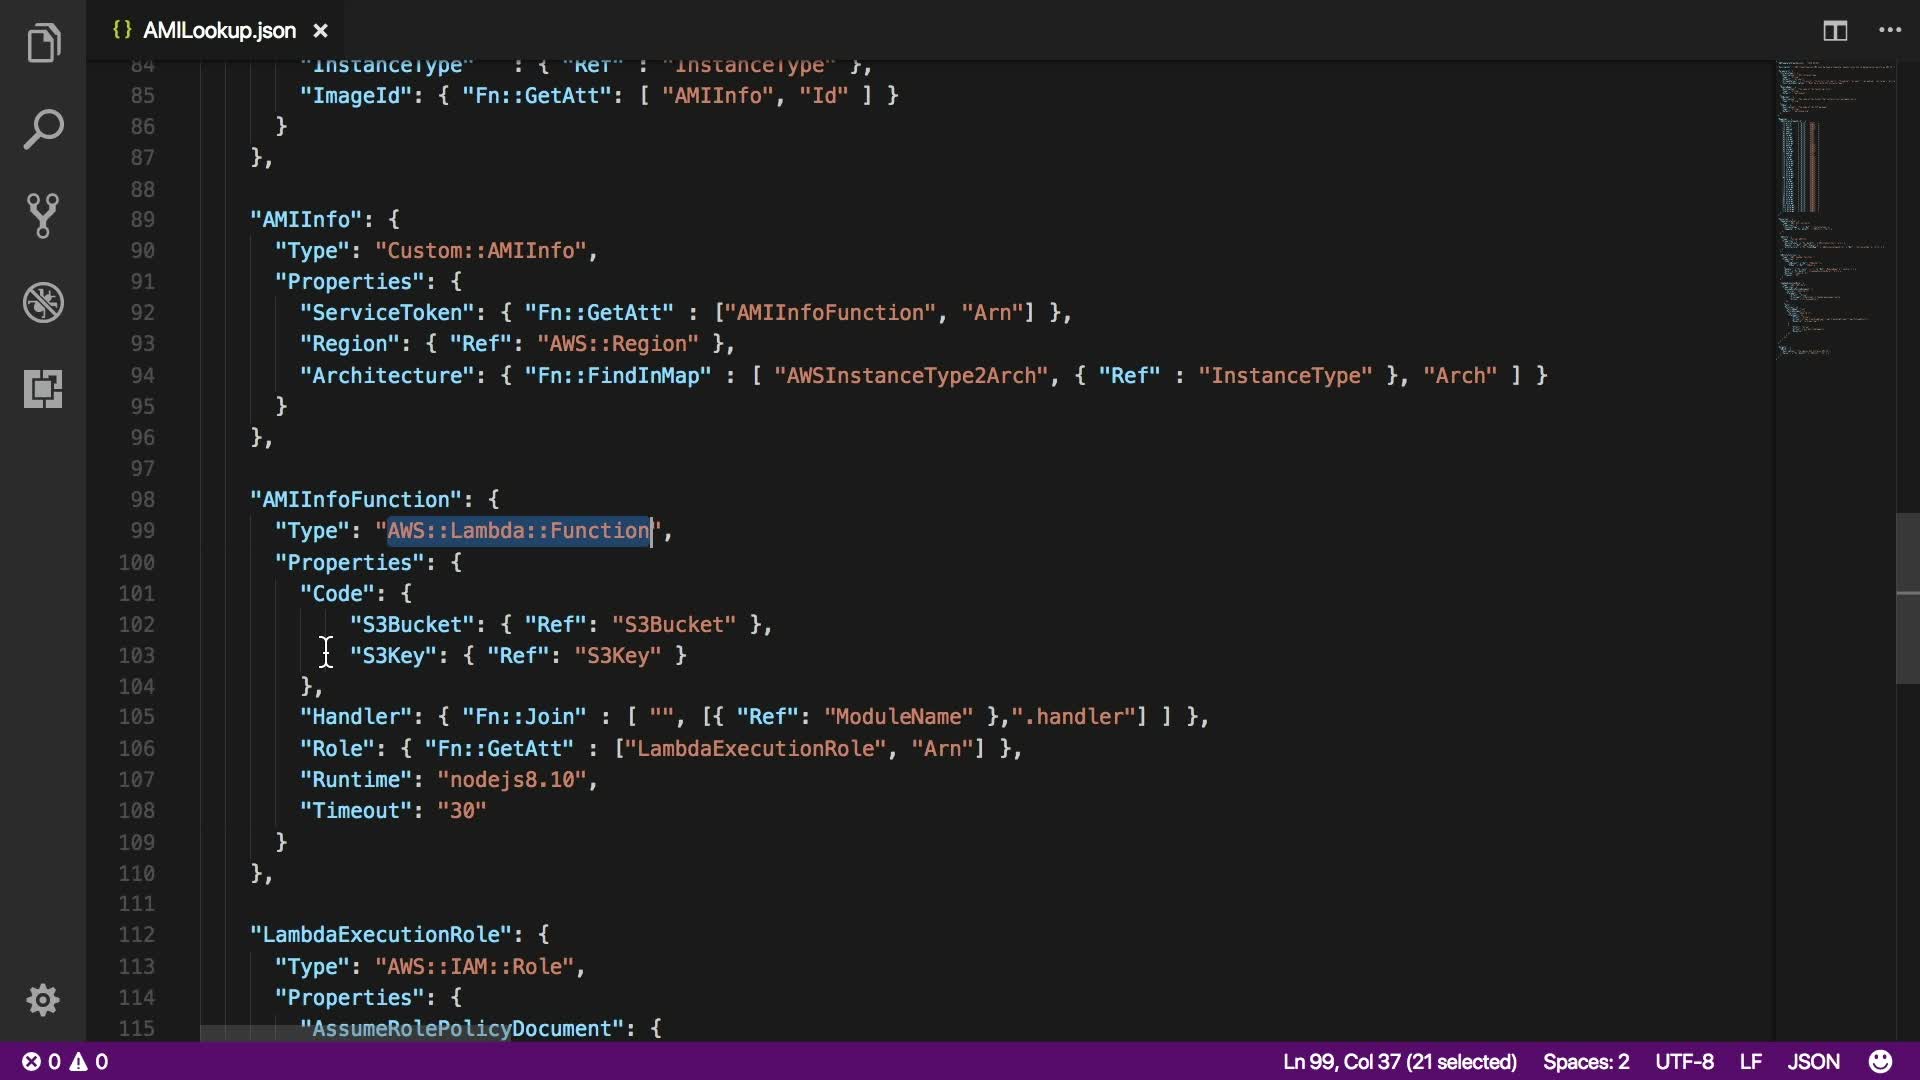 {} AMILookup.json ×
84 "InstanceType" : { "Ref" : "InstanceType" },
85 "ImageId": { "Fn::GetAtt": [ "AMIInfo", "Id" ] }
86 }
87 },
88
89 "AMIInfo": {
90 "Type": "Custom::AMIInfo",
91 "Properties": {
92 "ServiceToken": { "Fn::GetAtt" : ["AMIInfoFunction", "Arn"] },
93 "Region": { "Ref": "AWS::Region" },
94 "Architecture": { "Fn::FindInMap" : [ "AWSInstanceType2Arch", { "Ref" : "InstanceType" }, "Arch" ] }
95 }
96 },
97
98 "AMIInfoFunction": {
99 "Type": "AWS::Lambda::Function",
100 "Properties": {
101 "Code": {
102 "S3Bucket": { "Ref": "S3Bucket" },
103 "S3Key": { "Ref": "S3Key" }
104 },
105 "Handler": { "Fn::Join" : [ "", [{ "Ref": "ModuleName" },".handler"] ] },
106 "Role": { "Fn::GetAtt" : ["LambdaExecutionRole", "Arn"] },
107 "Runtime": "nodejs8.10",
108 "Timeout": "30"
109 }
110 },
111
112 "LambdaExecutionRole": {
113 "Type": "AWS::IAM::Role",
114 "Properties": {
115 "AssumeRolePolicyDocument": {
0 0 Ln 99, Col 37 (21 selected) Spaces: 2 UTF-8 LF JSON